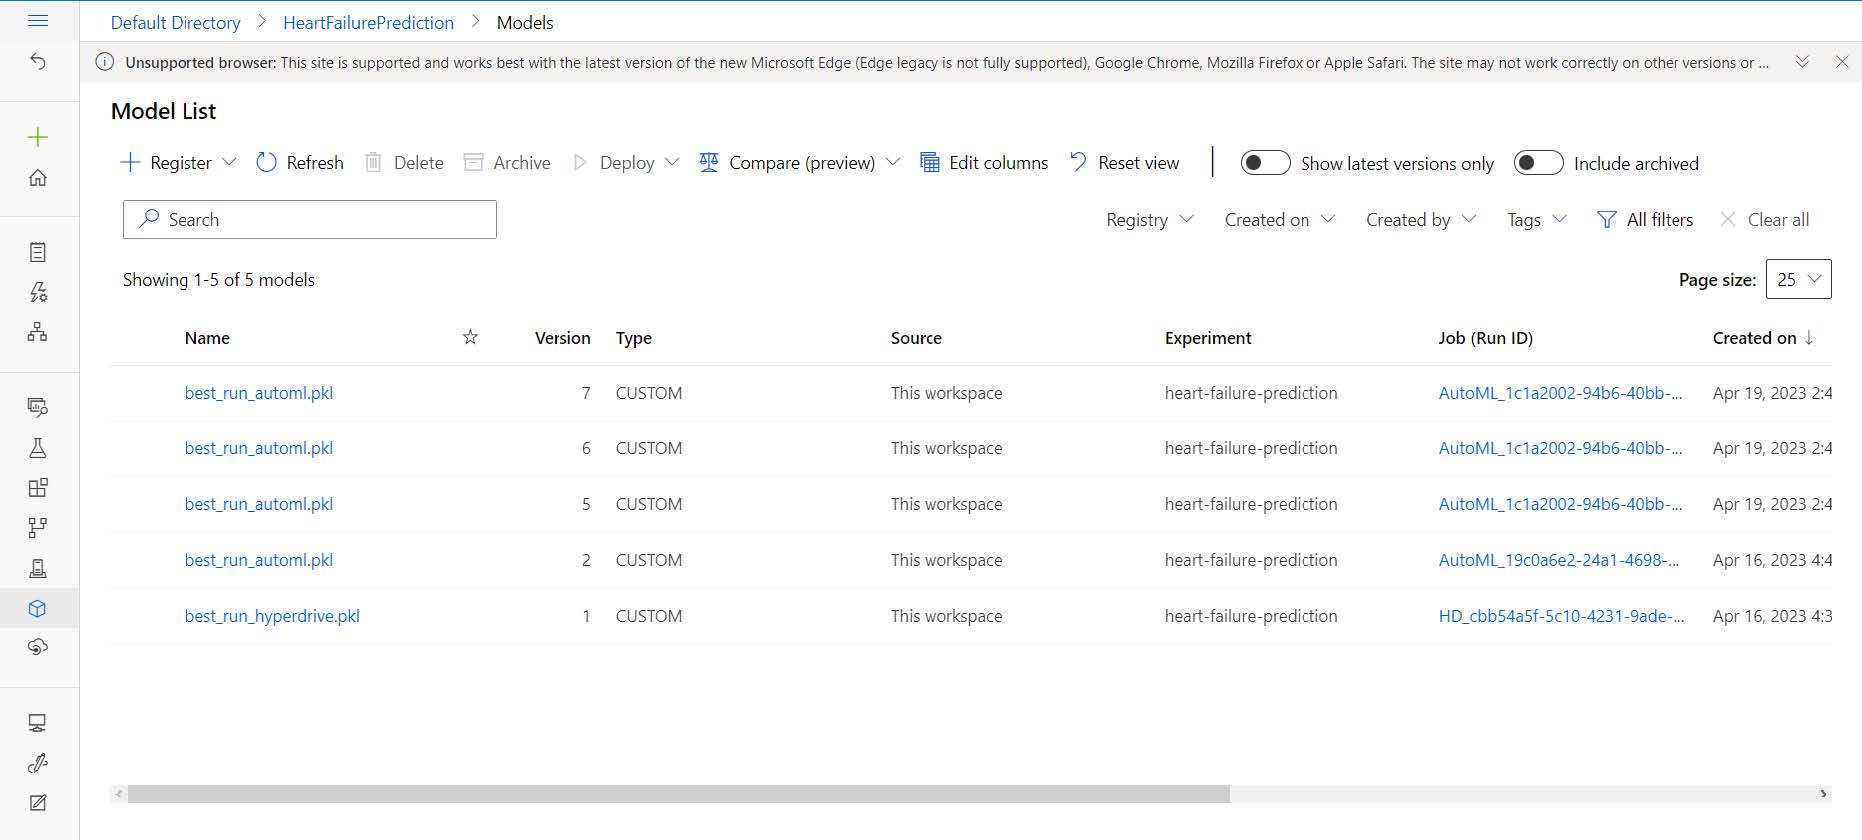 Default Directory > HeartFailurePrediction > Models
Unsupported browser: This site is supported and works best with the latest version of the new Microsoft Edge (Edge legacy is not fully supported), Google Chrome, Mozilla Firefox or Apple Safari. The site may not work correctly on other versions or ...
Model List
Register Refresh Delete Archive Deploy Compare (preview) Edit columns Reset view Show latest versions only Include archived
Search Registry Created on Created by Tags All filters Clear all
Showing 1-5 of 5 models Page size: 25
Name Version Type Source Experiment Job (Run ID) Created on ↓
best_run_automl.pkl 7 CUSTOM This workspace heart-failure-prediction AutoML_1c1a2002-94b6-40bb-... Apr 19, 2023 2:4
best_run_automl.pkl 6 CUSTOM This workspace heart-failure-prediction AutoML_1c1a2002-94b6-40bb-... Apr 19, 2023 2:4
best_run_automl.pkl 5 CUSTOM This workspace heart-failure-prediction AutoML_1c1a2002-94b6-40bb-... Apr 19, 2023 2:4
best_run_automl.pkl 2 CUSTOM This workspace heart-failure-prediction AutoML_19c0a6e2-24a1-4698-... Apr 16, 2023 4:4
best_run_hyperdrive.pkl 1 CUSTOM This workspace heart-failure-prediction HD_cbb54a5f-5c10-4231-9ade-... Apr 16, 2023 4:3